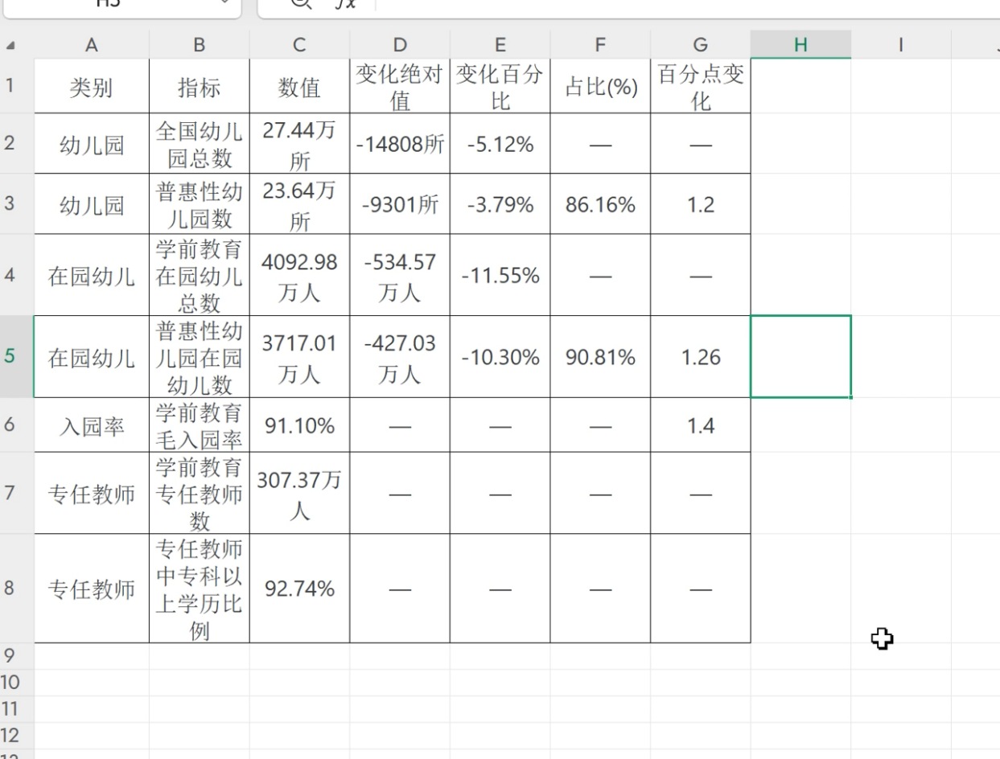 A B C D E F G H I
1 类别 指标 数值 变化绝对值 变化百分比 占比(%) 百分点变化
2 幼儿园 全国幼儿园总数 27.44万所 -14808所 -5.12% — —
3 幼儿园 普惠性幼儿园数 23.64万所 -9301所 -3.79% 86.16% 1.2
4 在园幼儿 学前教育在园幼儿总数 4092.98万人 -534.57万人 -11.55% — —
5 在园幼儿 普惠性幼儿园在园幼儿数 3717.01万人 -427.03万人 -10.30% 90.81% 1.26
6 入园率 学前教育毛入园率 91.10% — — — 1.4
7 专任教师 学前教育专任教师数 307.37万人 — — — —
8 专任教师 专任教师中专科以上学历比例 92.74% — — — —
9
10
11
12